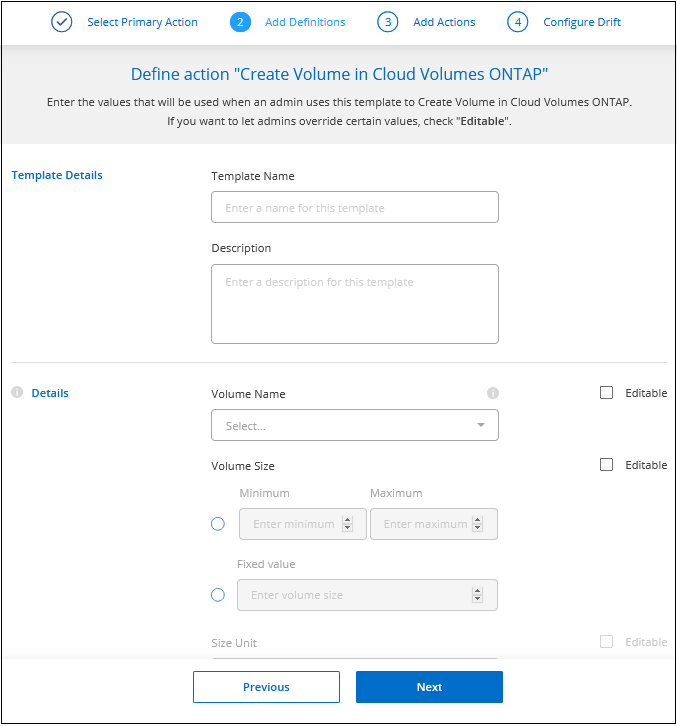 Select Primary Action 2 Add Definitions 3 Add Actions 4 Configure Drift
Define action "Create Volume in Cloud Volumes ONTAP"
Enter the values that will be used when an admin uses this template to Create Volume in Cloud Volumes ONTAP.
If you want to let admins override certain values, check "Editable".
Template Details
Template Name
Enter a name for this template
Description
Enter a description for this template
i Details
Volume Name i Editable
Select...
Volume Size Editable
Minimum Maximum
Enter minimum Enter maximum
Fixed value
Enter volume size
Size Unit Editable
Previous Next